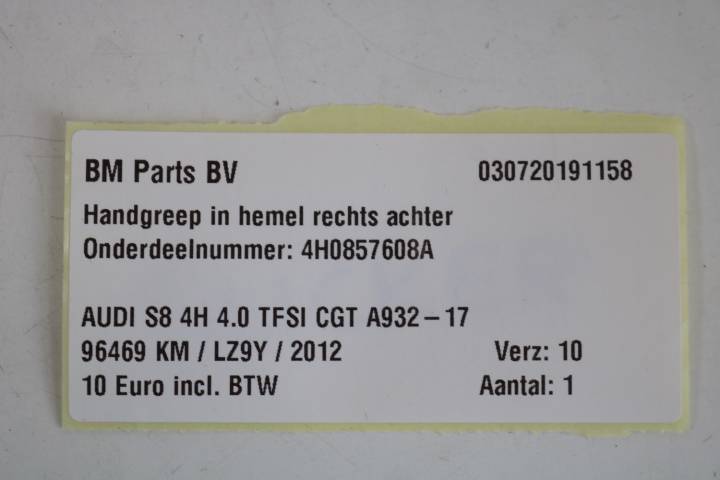 BM Parts BV 030720191158
Handgreep in hemel rechts achter
Onderdeelnummer: 4H0857608A
AUDI S8 4H 4.0 TFSI CGT A932-17
96469 KM / LZ9Y / 2012 Verz: 10
10 Euro incl. BTW Aantal: 1